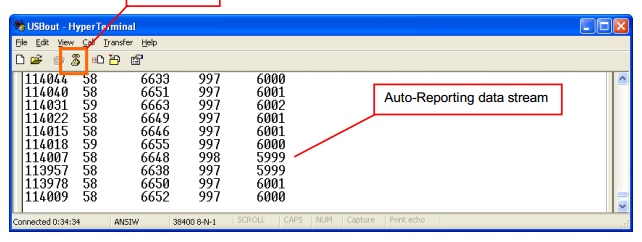 USBout - HyperTerminal
File Edit View Call Transfer Help
114044 58 6633 997 6000
114040 58 6651 997 6001
114031 59 6663 997 6002
114022 58 6649 997 6001
114015 58 6646 997 6001
114018 59 6655 997 6000
114007 58 6648 998 5999
113957 58 6638 997 5999
113978 58 6650 997 6001
114009 58 6652 997 6000
Auto-Reporting data stream
Connected 0:34:34 ANSIW 38400 8-N-1 SCROLL CAPS NUM Capture Print echo